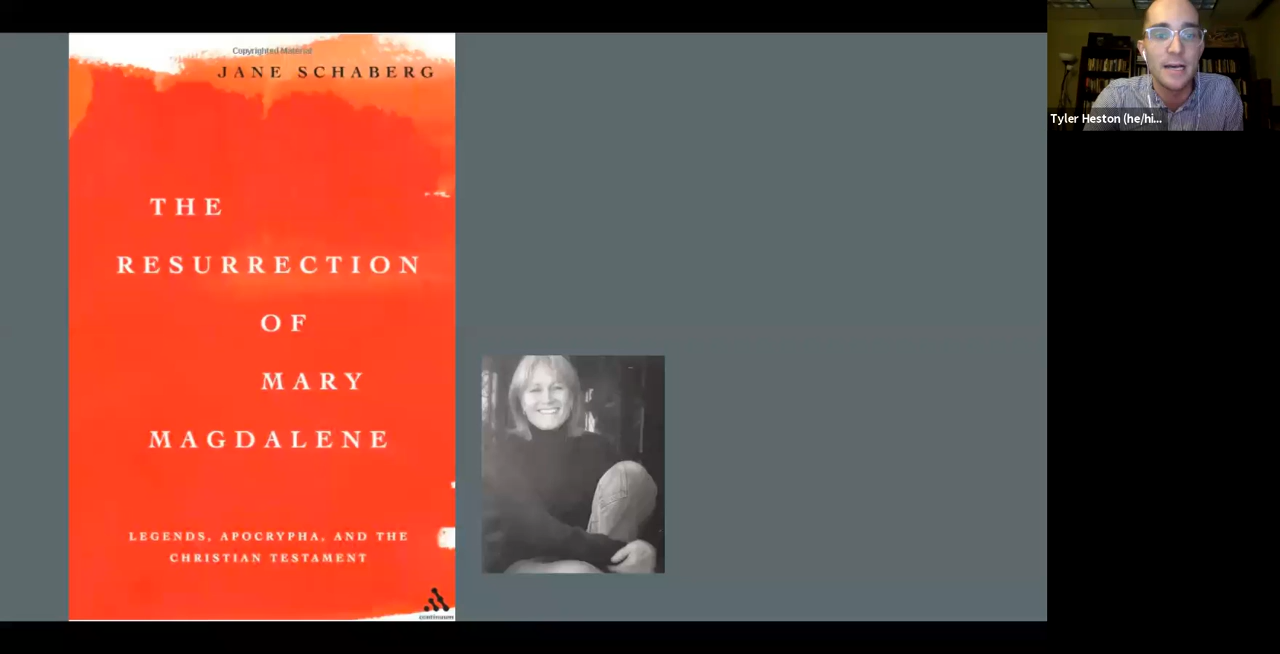 Copyrighted Material
JANE SCHABERG
THE
RESURRECTION
OF
MARY
MAGDALENE
LEGENDS, APOCRYPHA, AND THE
CHRISTIAN TESTAMENT
continuum
Tyler Heston (he/hi...